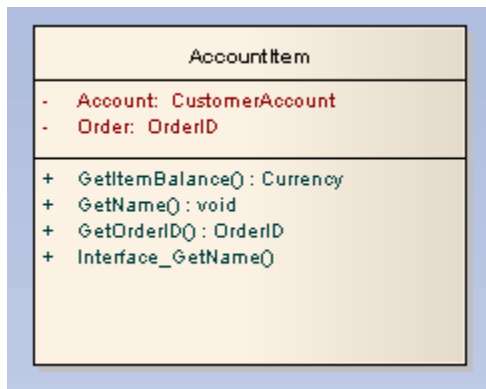 AccountItem
- Account: CustomerAccount
- Order: OrderID
+ GetItemBalance() : Currency
+ GetName() : void
+ GetOrderID() : OrderID
+ Interface_GetName()